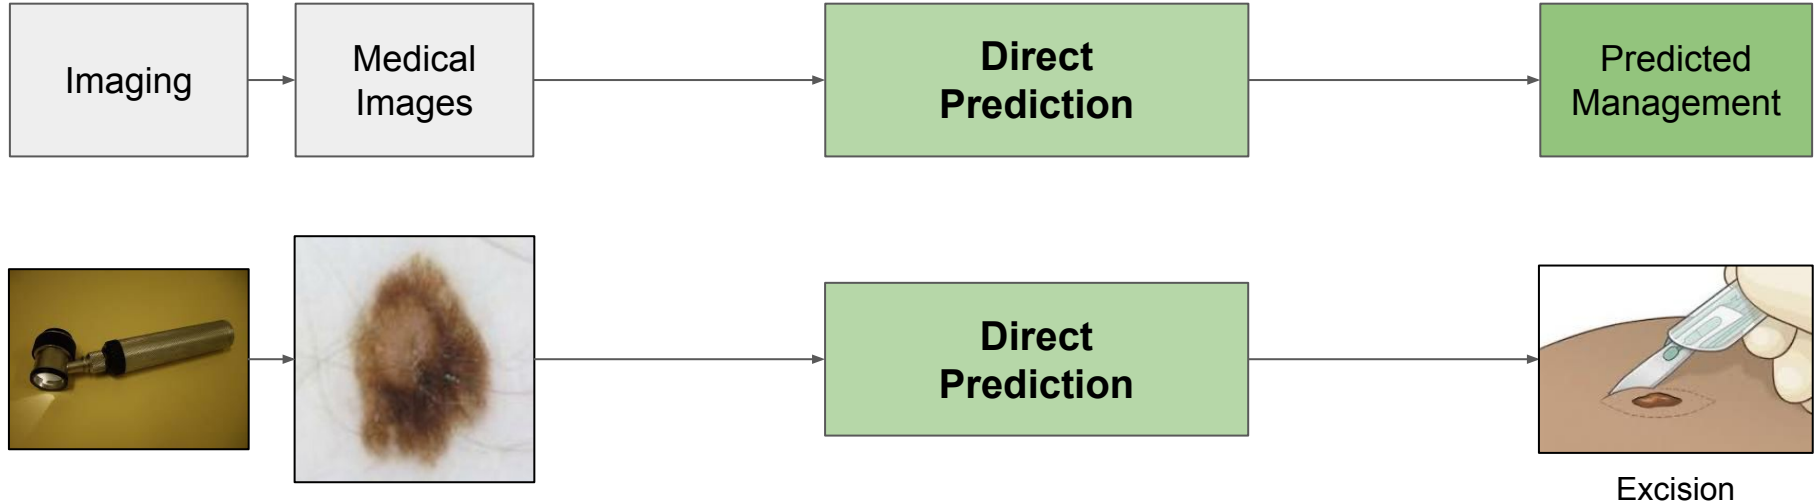 Imaging
Medical
Images
Direct
Prediction
Predicted
Management
Direct
Prediction
Excision